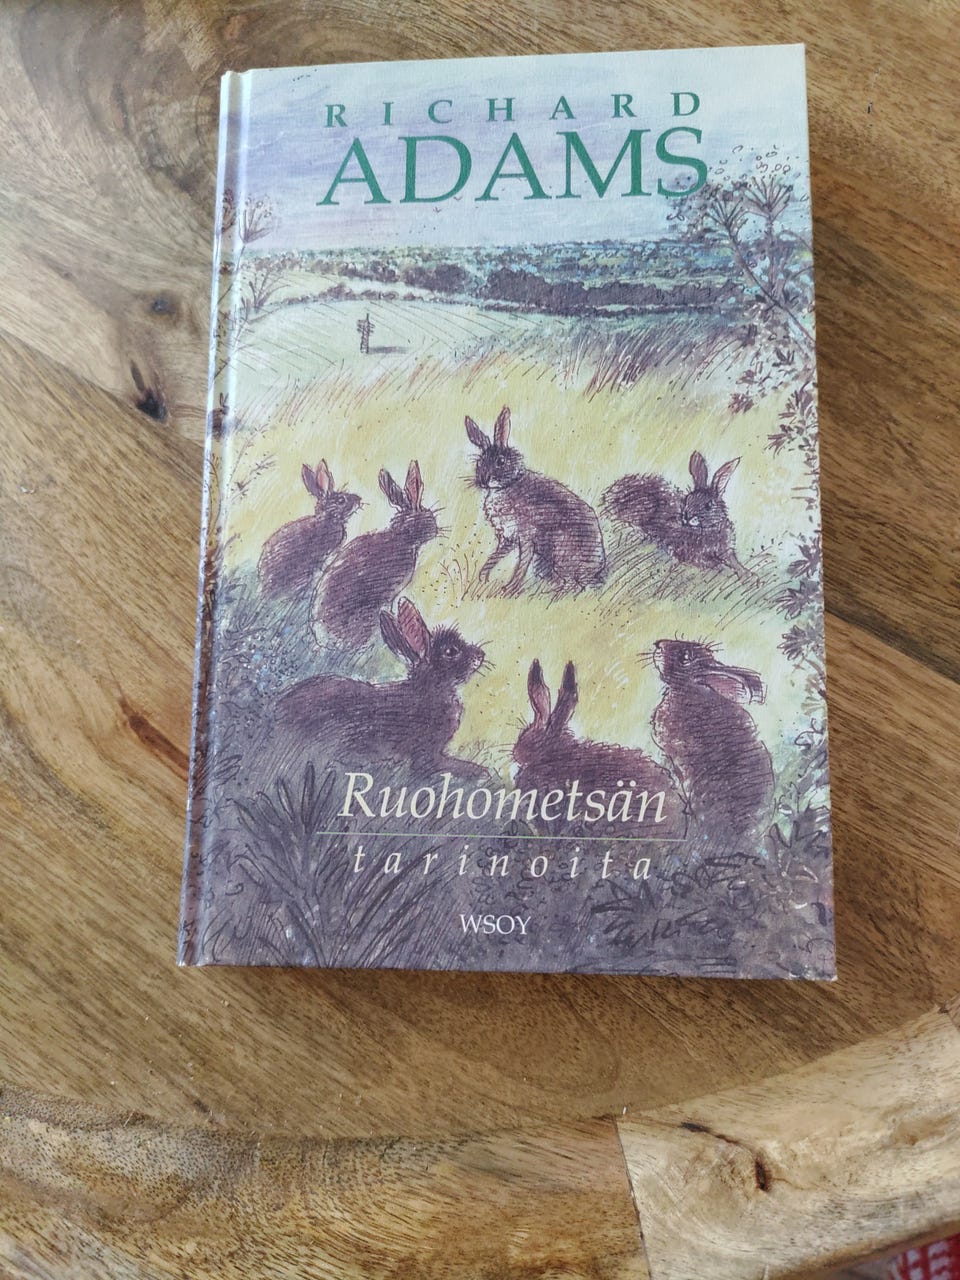 RICHARD
ADAMS
Ruohometsän
tarinoita
WSOY